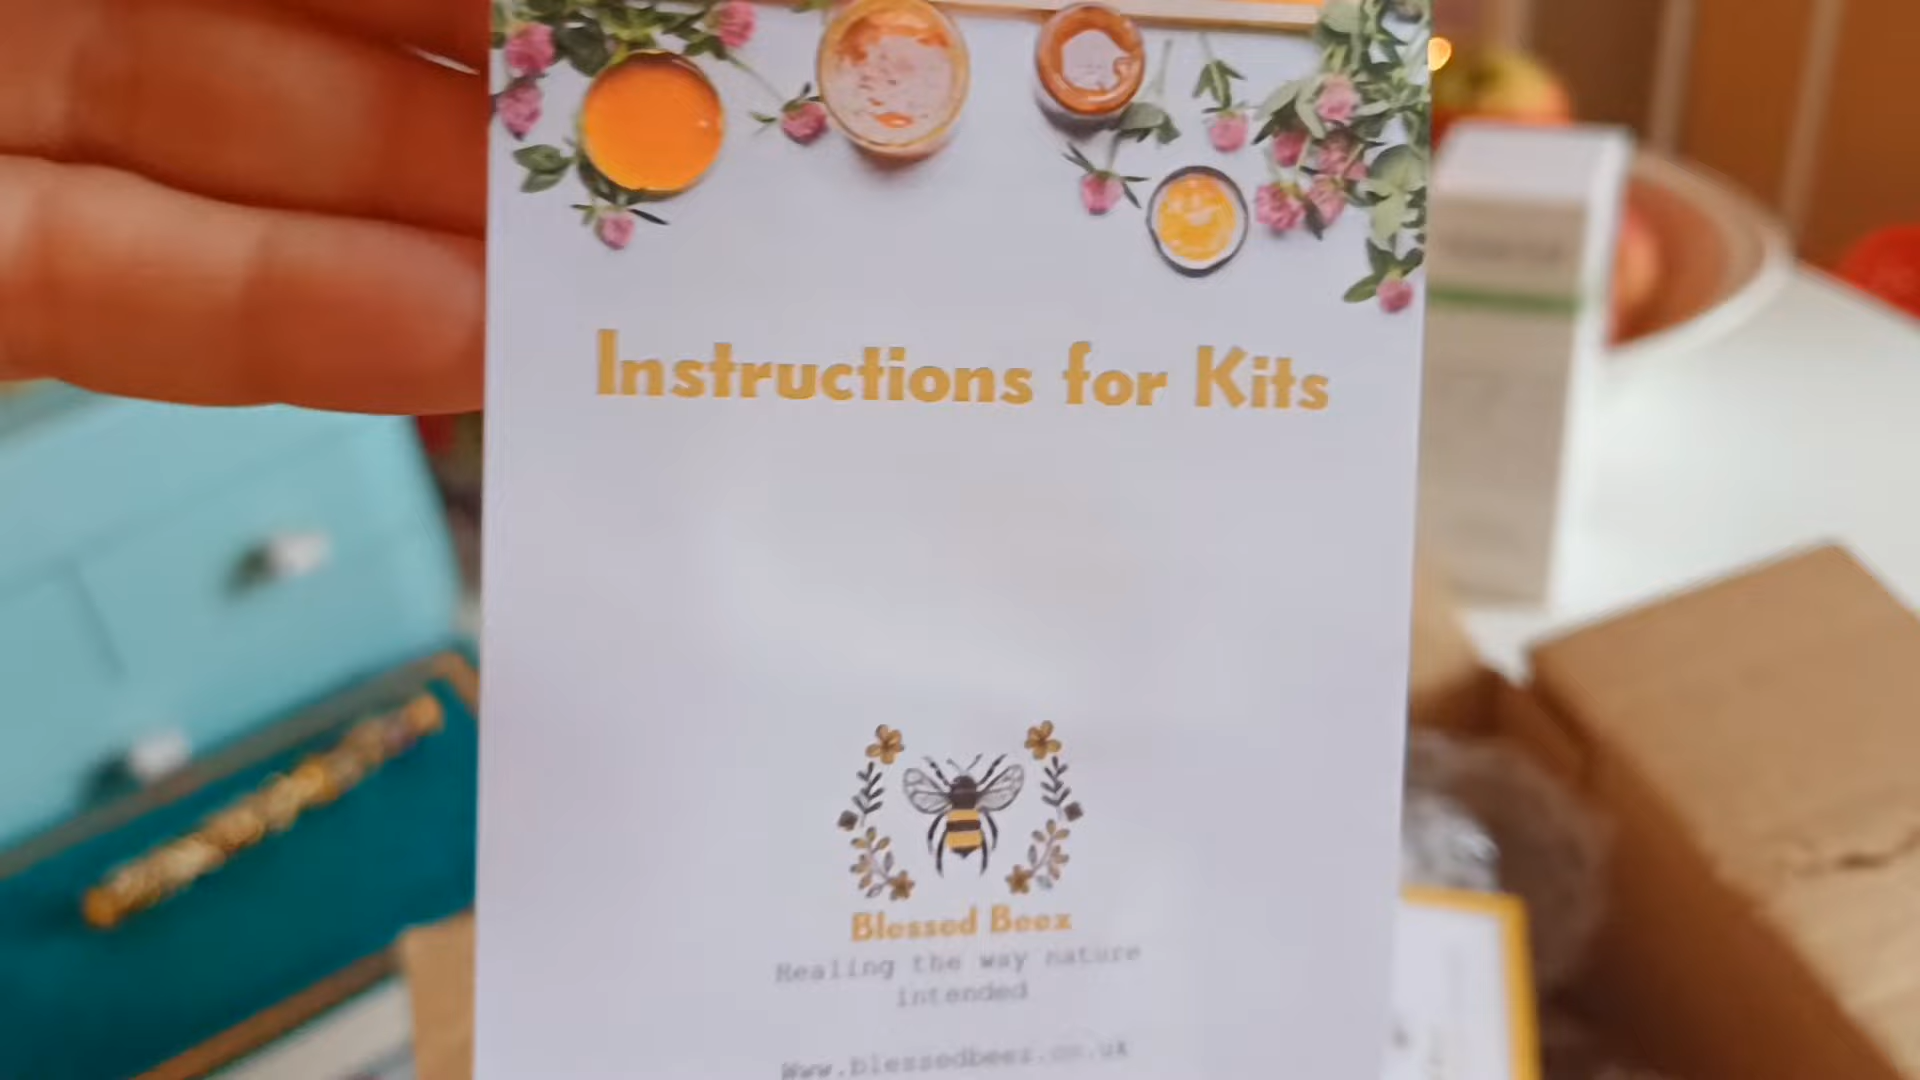 Instructions for Kits
Blessed Beez
Healing the way nature
intended
Www.blessedbeez.co.uk